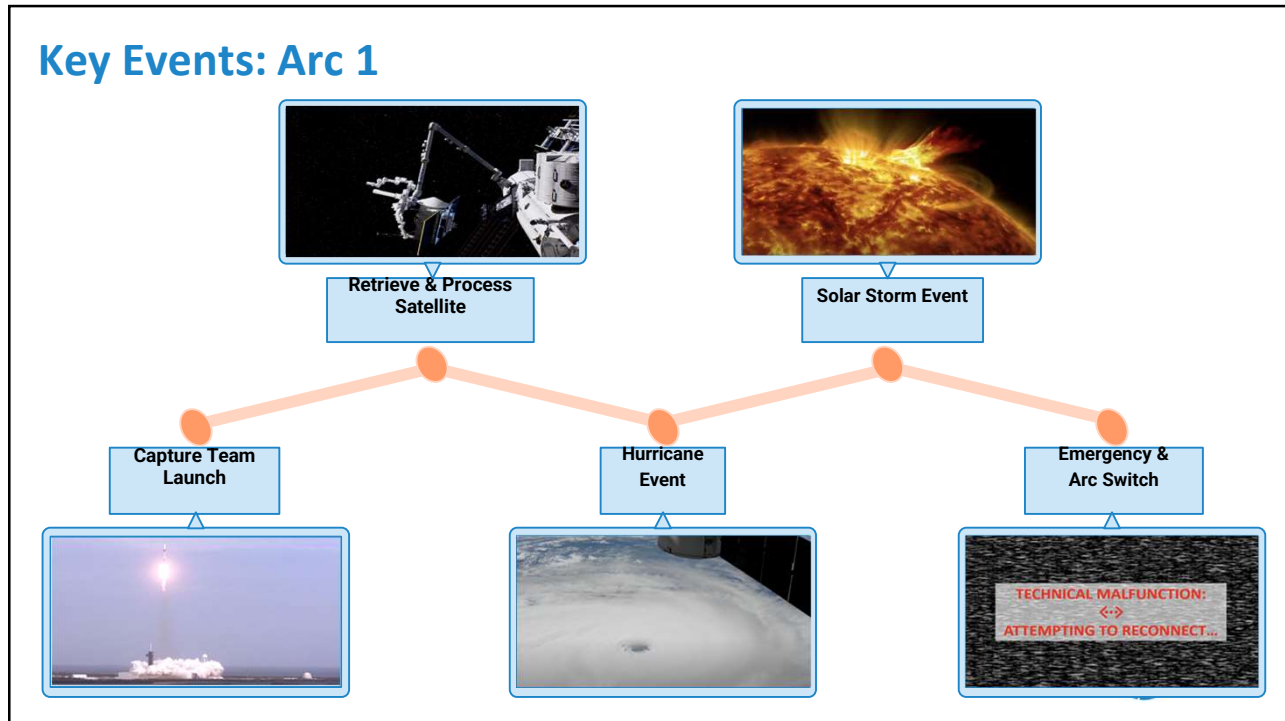 Key Events: Arc 1
Retrieve & Process
Satellite
Solar Storm Event
Capture Team
Launch
Hurricane
Event
Emergency &
Arc Switch
TECHNICAL MALFUNCTION:
<··>
ATTEMPTING TO RECONNECT...